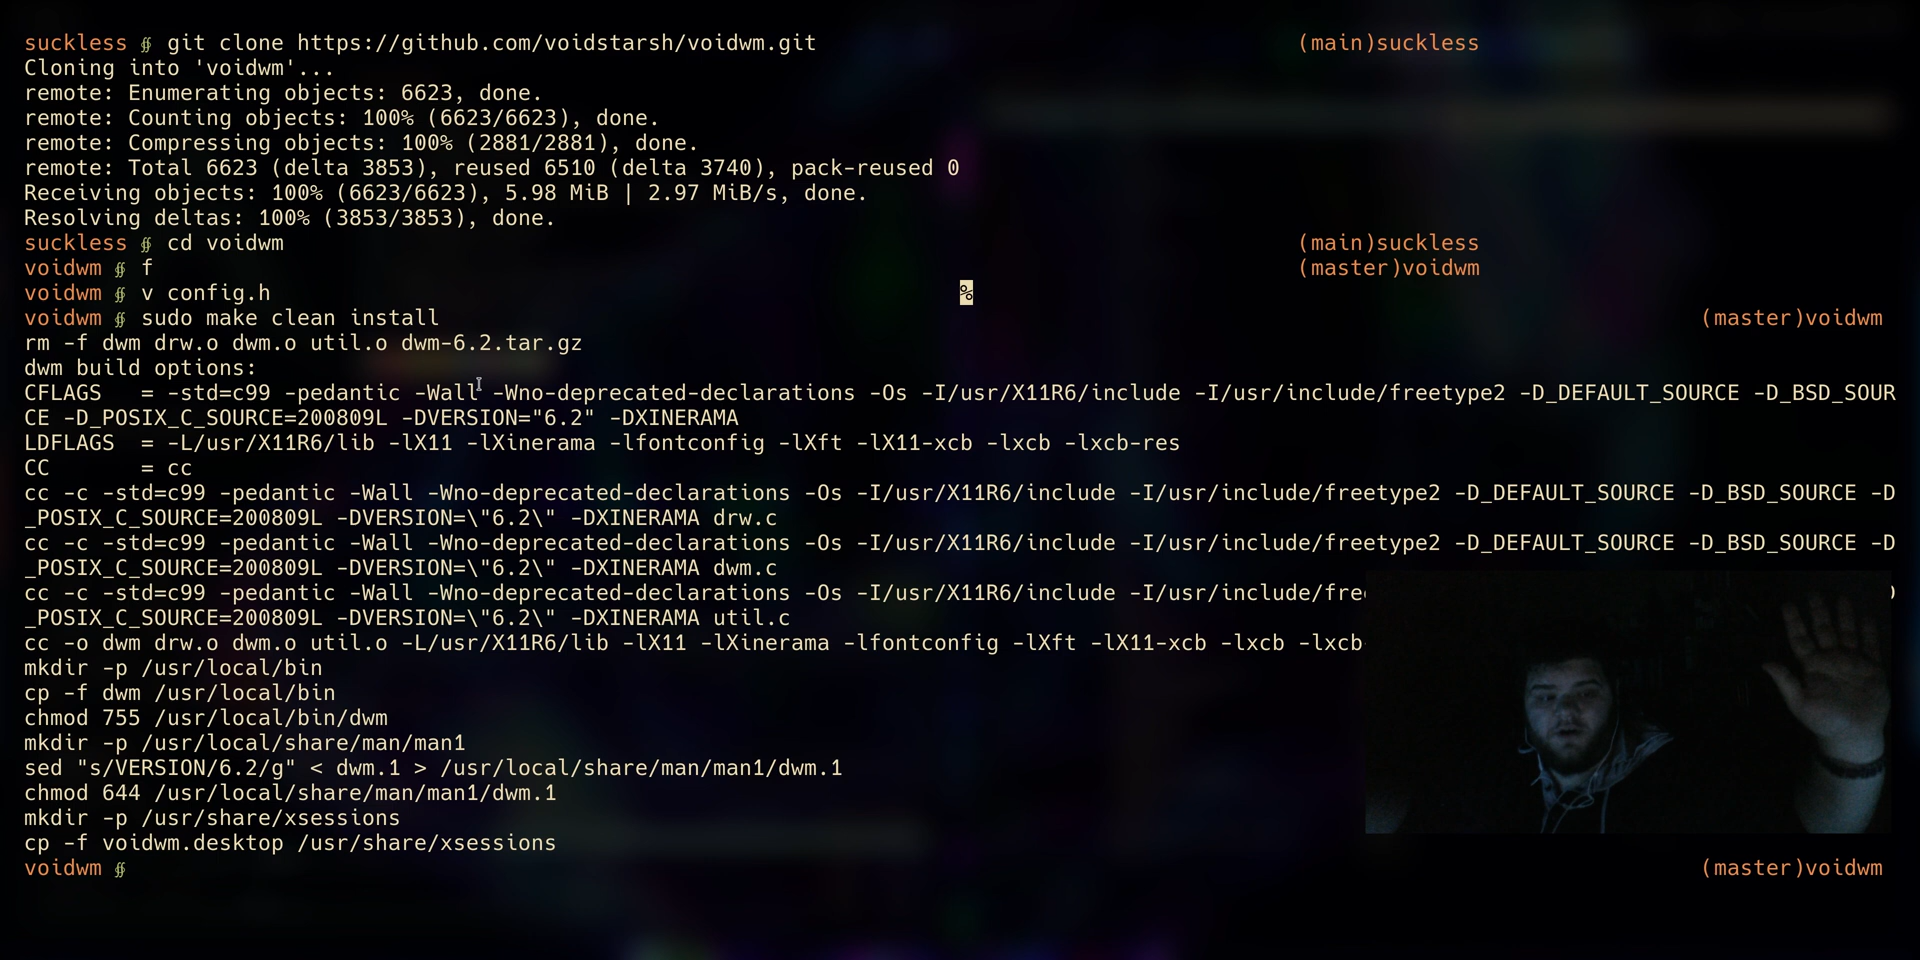 suckless ∯ git clone https://github.com/voidstarsh/voidwm.git (main)suckless
Cloning into 'voidwm'...
remote: Enumerating objects: 6623, done.
remote: Counting objects: 100% (6623/6623), done.
remote: Compressing objects: 100% (2881/2881), done.
remote: Total 6623 (delta 3853), reused 6510 (delta 3740), pack-reused 0
Receiving objects: 100% (6623/6623), 5.98 MiB | 2.97 MiB/s, done.
Resolving deltas: 100% (3853/3853), done.
suckless ∯ cd voidwm (main)suckless
voidwm ∯ f (master)voidwm
voidwm ∯ v config.h %
voidwm ∯ sudo make clean install (master)voidwm
rm -f dwm drw.o dwm.o util.o dwm-6.2.tar.gz
dwm build options:
CFLAGS   = -std=c99 -pedantic -Wall -Wno-deprecated-declarations -Os -I/usr/X11R6/include -I/usr/include/freetype2 -D_DEFAULT_SOURCE -D_BSD_SOUR
CE -D_POSIX_C_SOURCE=200809L -DVERSION="6.2" -DXINERAMA
LDFLAGS  = -L/usr/X11R6/lib -lX11 -lXinerama -lfontconfig -lXft -lX11-xcb -lxcb -lxcb-res
CC       = cc
cc -c -std=c99 -pedantic -Wall -Wno-deprecated-declarations -Os -I/usr/X11R6/include -I/usr/include/freetype2 -D_DEFAULT_SOURCE -D_BSD_SOURCE -D
_POSIX_C_SOURCE=200809L -DVERSION=\"6.2\" -DXINERAMA drw.c
cc -c -std=c99 -pedantic -Wall -Wno-deprecated-declarations -Os -I/usr/X11R6/include -I/usr/include/freetype2 -D_DEFAULT_SOURCE -D_BSD_SOURCE -D
_POSIX_C_SOURCE=200809L -DVERSION=\"6.2\" -DXINERAMA dwm.c
cc -c -std=c99 -pedantic -Wall -Wno-deprecated-declarations -Os -I/usr/X11R6/include -I/usr/include/fre
_POSIX_C_SOURCE=200809L -DVERSION=\"6.2\" -DXINERAMA util.c
cc -o dwm drw.o dwm.o util.o -L/usr/X11R6/lib -lX11 -lXinerama -lfontconfig -lXft -lX11-xcb -lxcb -lxcb
mkdir -p /usr/local/bin
cp -f dwm /usr/local/bin
chmod 755 /usr/local/bin/dwm
mkdir -p /usr/local/share/man/man1
sed "s/VERSION/6.2/g" < dwm.1 > /usr/local/share/man/man1/dwm.1
chmod 644 /usr/local/share/man/man1/dwm.1
mkdir -p /usr/share/xsessions
cp -f voidwm.desktop /usr/share/xsessions
voidwm ∯ (master)voidwm